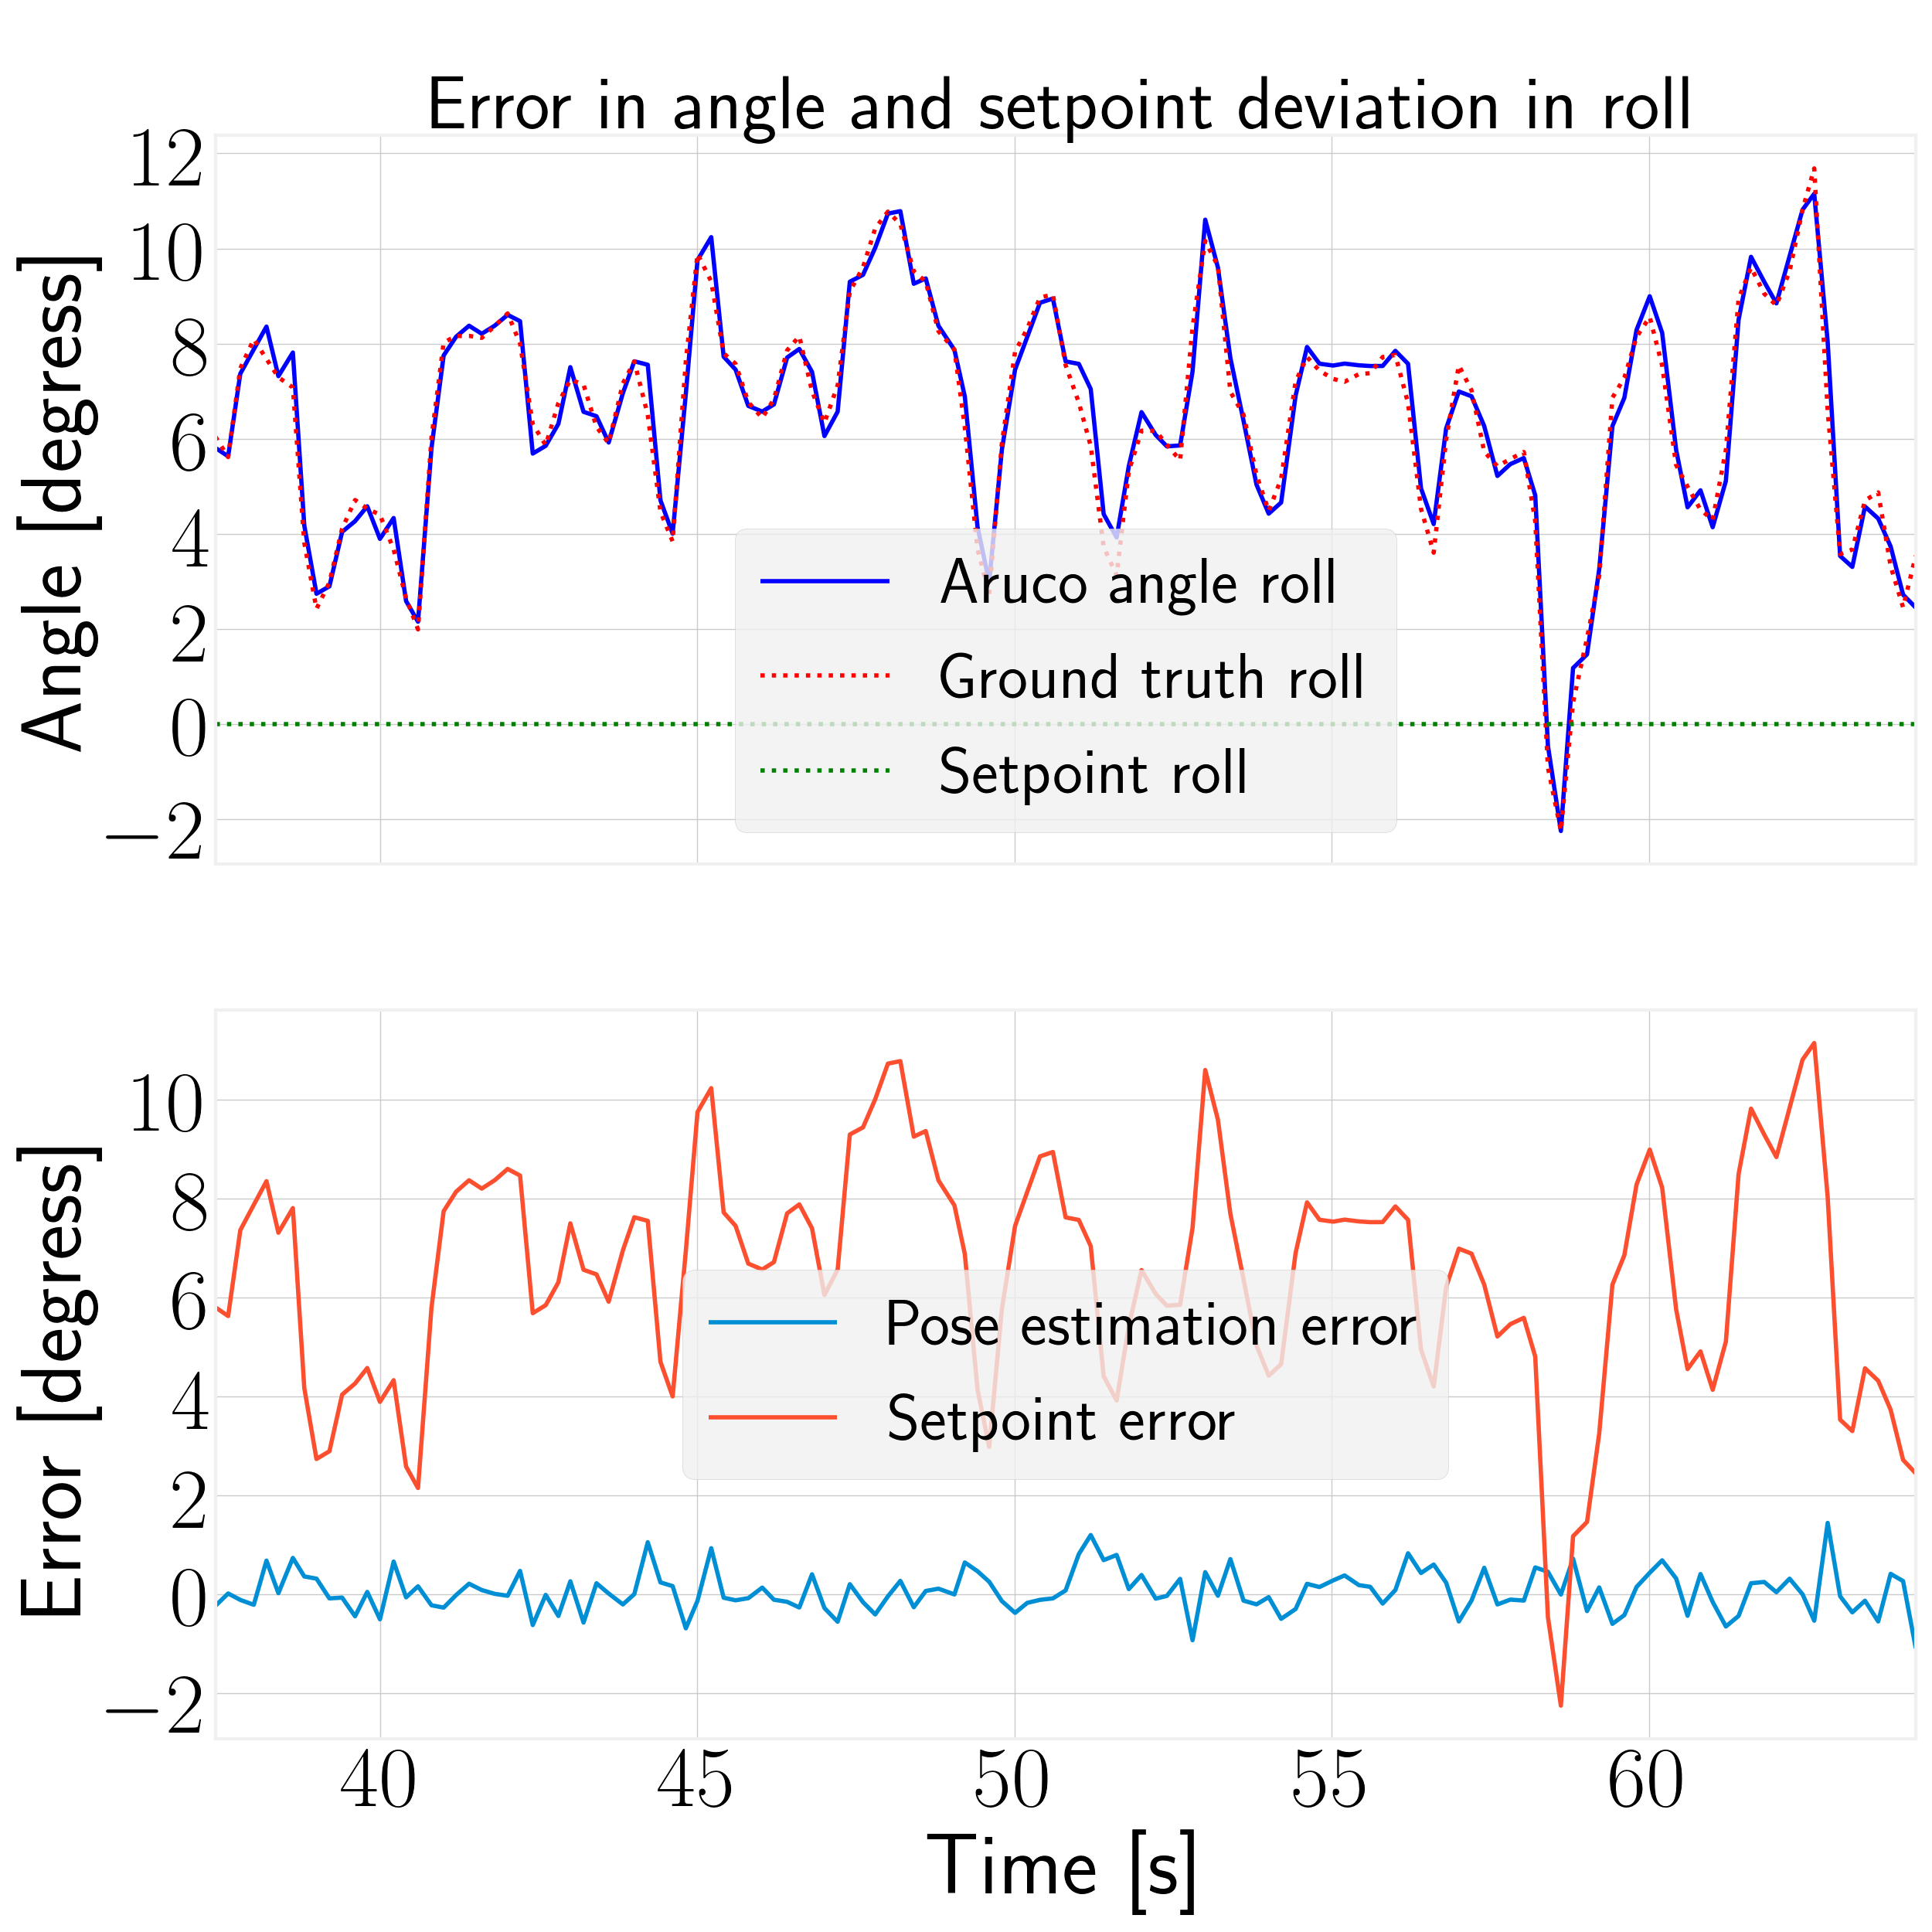 Error in angle and setpoint deviation in roll
Angle [degress]
12
10
8
6
4
2
0
−2
Aruco angle roll
Ground truth roll
Setpoint roll
Error [degress]
10
8
6
4
2
0
−2
Pose estimation error
Setpoint error
40 45 50 55 60
Time [s]